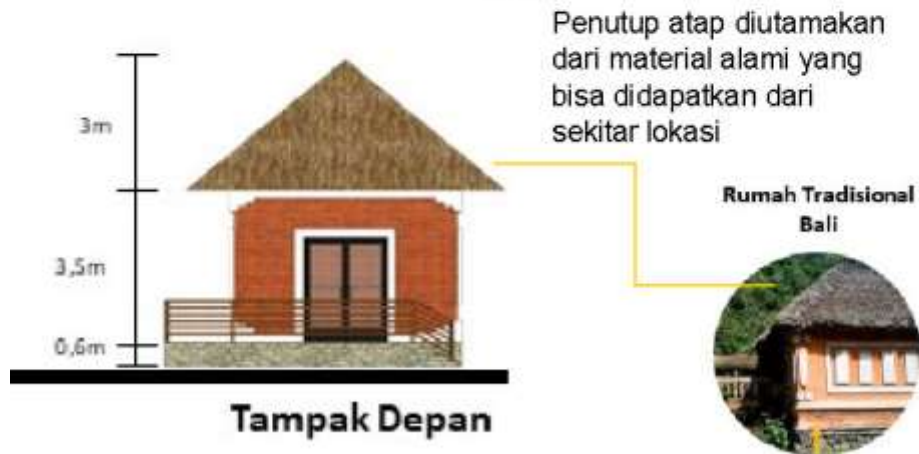 Penutup atap diutamakan
dari material alami yang
bisa didapatkan dari
sekitar lokasi
3m
Rumah Tradisional
Bali
3,5m
0,6m
Tampak Depan